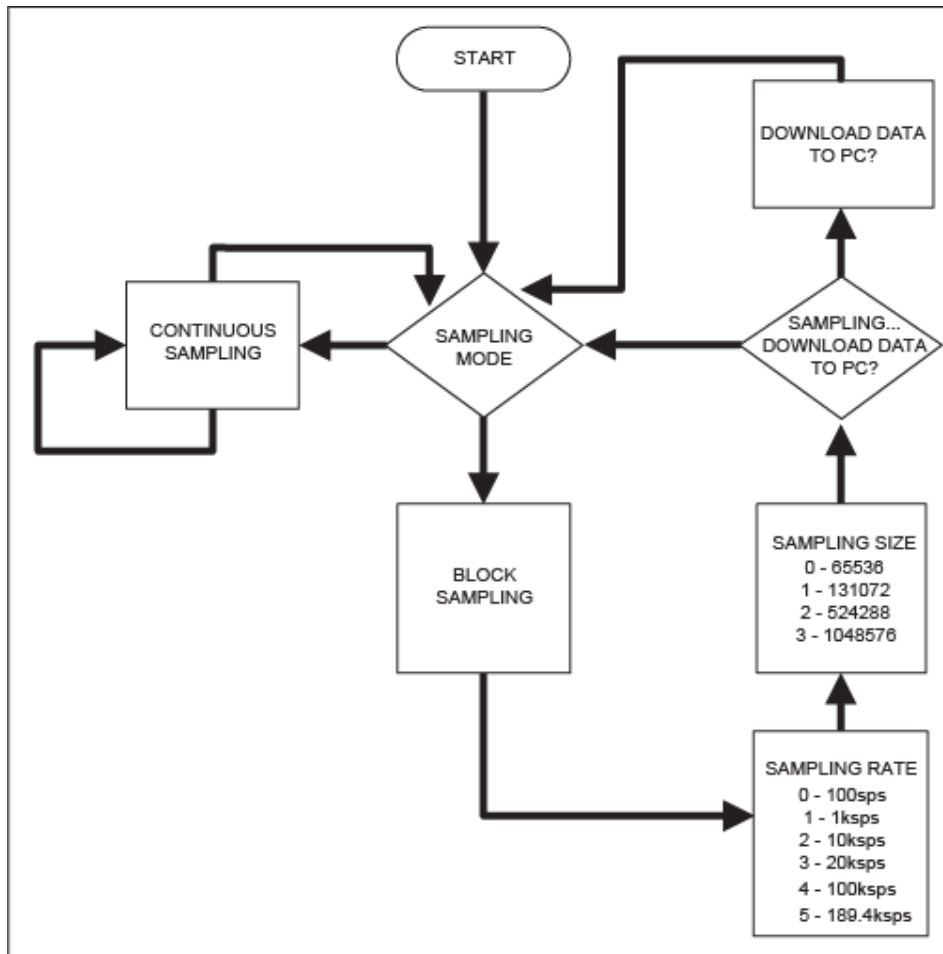 START
DOWNLOAD DATA
TO PC?
CONTINUOUS
SAMPLING
SAMPLING
MODE
SAMPLING...
DOWNLOAD DATA
TO PC?
BLOCK
SAMPLING
SAMPLING SIZE
0 - 65536
1 - 131072
2 - 524288
3 - 1048576
SAMPLING RATE
0 - 100sps
1 - 1ksps
2 - 10ksps
3 - 20ksps
4 - 100ksps
5 - 189.4ksps